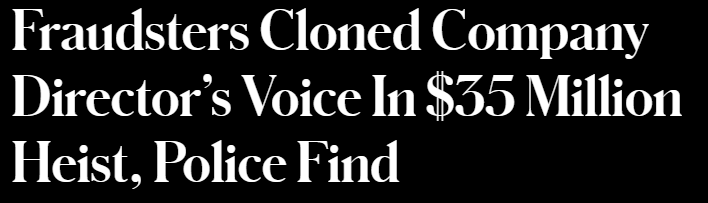 Fraudsters Cloned Company
Director’s Voice In $35 Million
Heist, Police Find